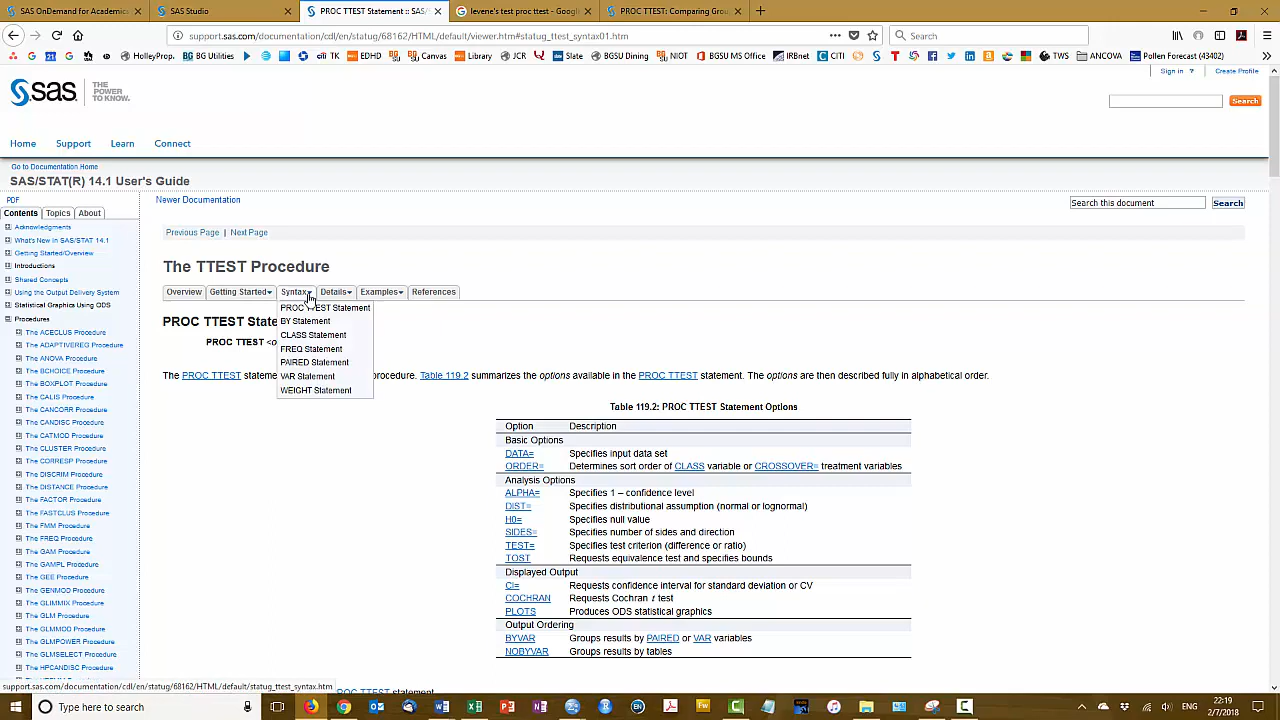 SAS OnDemand for Academics
SAS Studio
PROC TTEST Statement :: SAS/
levene's test proc ttest - Googl
PROC TTEST: Comparing Grou
support.sas.com/documentation/cdl/en/statug/68162/HTML/default/viewer.htm#statug_ttest_syntax01.htm
Search
HolleyProp.
BG BG Utilities
TK
EDHD
Canvas
Library
JCR
Slate
BGSU Dining
NIOT
BGSU MS Office
IRBnet
CITI
TWS
ANCOVA
Pollen Forecast (43402)
Sign in ?
Create Profile
sas
THE
POWER
TO KNOW.
Search
Home
Support
Learn
Connect
Go to Documentation Home
SAS/STAT(R) 14.1 User's Guide
PDF
Newer Documentation
Search this document
Search
Contents
Topics
About
Acknowledgments
What's New in SAS/STAT 14.1
Getting Started/Overview
Introductions
Shared Concepts
Using the Output Delivery System
Statistical Graphics Using ODS
Procedures
The ACECLUS Procedure
The ADAPTIVEREG Procedure
The ANOVA Procedure
The BCHOICE Procedure
The BOXPLOT Procedure
The CALIS Procedure
The CANCORR Procedure
The CANDISC Procedure
The CATMOD Procedure
The CLUSTER Procedure
The CORRESP Procedure
The DISCRIM Procedure
The DISTANCE Procedure
The FACTOR Procedure
The FASTCLUS Procedure
The FMM Procedure
The FREQ Procedure
The GAM Procedure
The GAMPL Procedure
The GEE Procedure
The GENMOD Procedure
The GLIMMIX Procedure
The GLM Procedure
The GLMMOD Procedure
The GLMPOWER Procedure
The GLMSELECT Procedure
The HPCANDISC Procedure
Previous Page | Next Page
The TTEST Procedure
Overview
Getting Started
Syntax
Details
Examples
References
PROC TTEST Statement
BY Statement
CLASS Statement
FREQ Statement
PAIRED Statement
VAR Statement
WEIGHT Statement
PROC TTEST State
PROC TTEST <o
The PROC TTEST stateme
procedure. Table 119.2 summarizes the options available in the PROC TTEST statement. The options are then described fully in alphabetical order.
Table 119.2: PROC TTEST Statement Options
Option Description
Basic Options
DATA= Specifies input data set
ORDER= Determines sort order of CLASS variable or CROSSOVER= treatment variables
Analysis Options
ALPHA= Specifies 1 – confidence level
DIST= Specifies distributional assumption (normal or lognormal)
H0= Specifies null value
SIDES= Specifies number of sides and direction
TEST= Specifies test criterion (difference or ratio)
TOST Requests equivalence test and specifies bounds
Displayed Output
CI= Requests confidence interval for standard deviation or CV
COCHRAN Requests Cochran t test
PLOTS Produces ODS statistical graphics
Output Ordering
BYVAR Groups results by PAIRED or VAR variables
NOBYVAR Groups results by tables
support.sas.com/documentation/cdl/en/statug/68162/HTML/default/statug_ttest_syntax.htm
PROC TTEST statement
Type here to search
22:19
2/7/2018